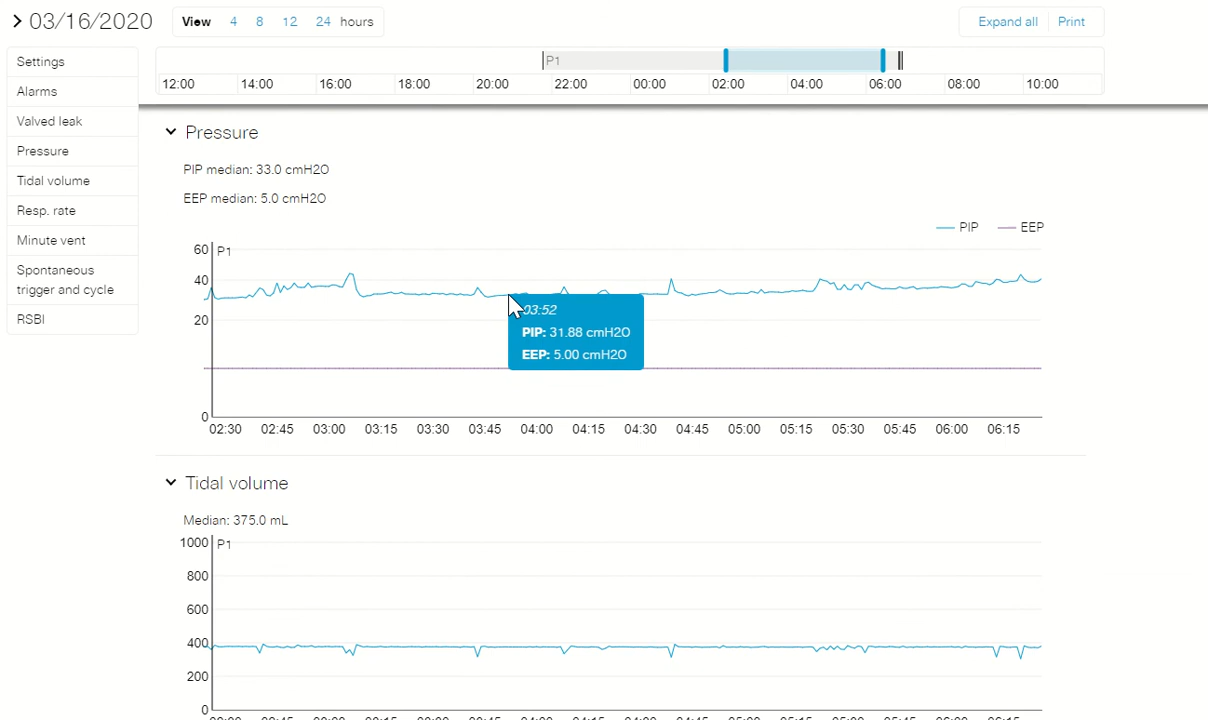 03/16/2020
View 4 8 12 24 hours
Expand all Print
Settings
Alarms
Valved leak
Pressure
Tidal volume
Resp. rate
Minute vent
Spontaneous
trigger and cycle
RSBI
P1
12:00 14:00 16:00 18:00 20:00 22:00 00:00 02:00 04:00 06:00 08:00 10:00
Pressure
PIP median: 33.0 cmH2O
EEP median: 5.0 cmH2O
PIP EEP
60
P1
40
20
0
03:52
PIP: 31.88 cmH2O
EEP: 5.00 cmH2O
02:30 02:45 03:00 03:15 03:30 03:45 04:00 04:15 04:30 04:45 05:00 05:15 05:30 05:45 06:00 06:15
Tidal volume
Median: 375.0 mL
1000
P1
800
600
400
200
0